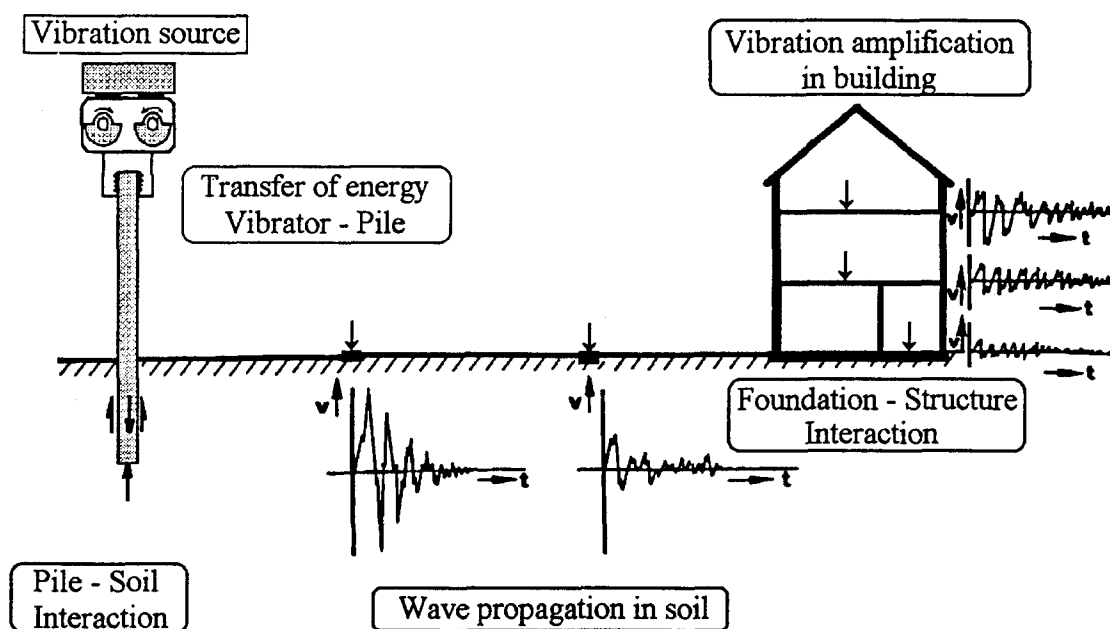 Vibration source
Vibration amplification
in building
Transfer of energy
Vibrator - Pile
v
t
v
t
v
t
v
t
v
t
Foundation - Structure
Interaction
Pile - Soil
Interaction
Wave propagation in soil